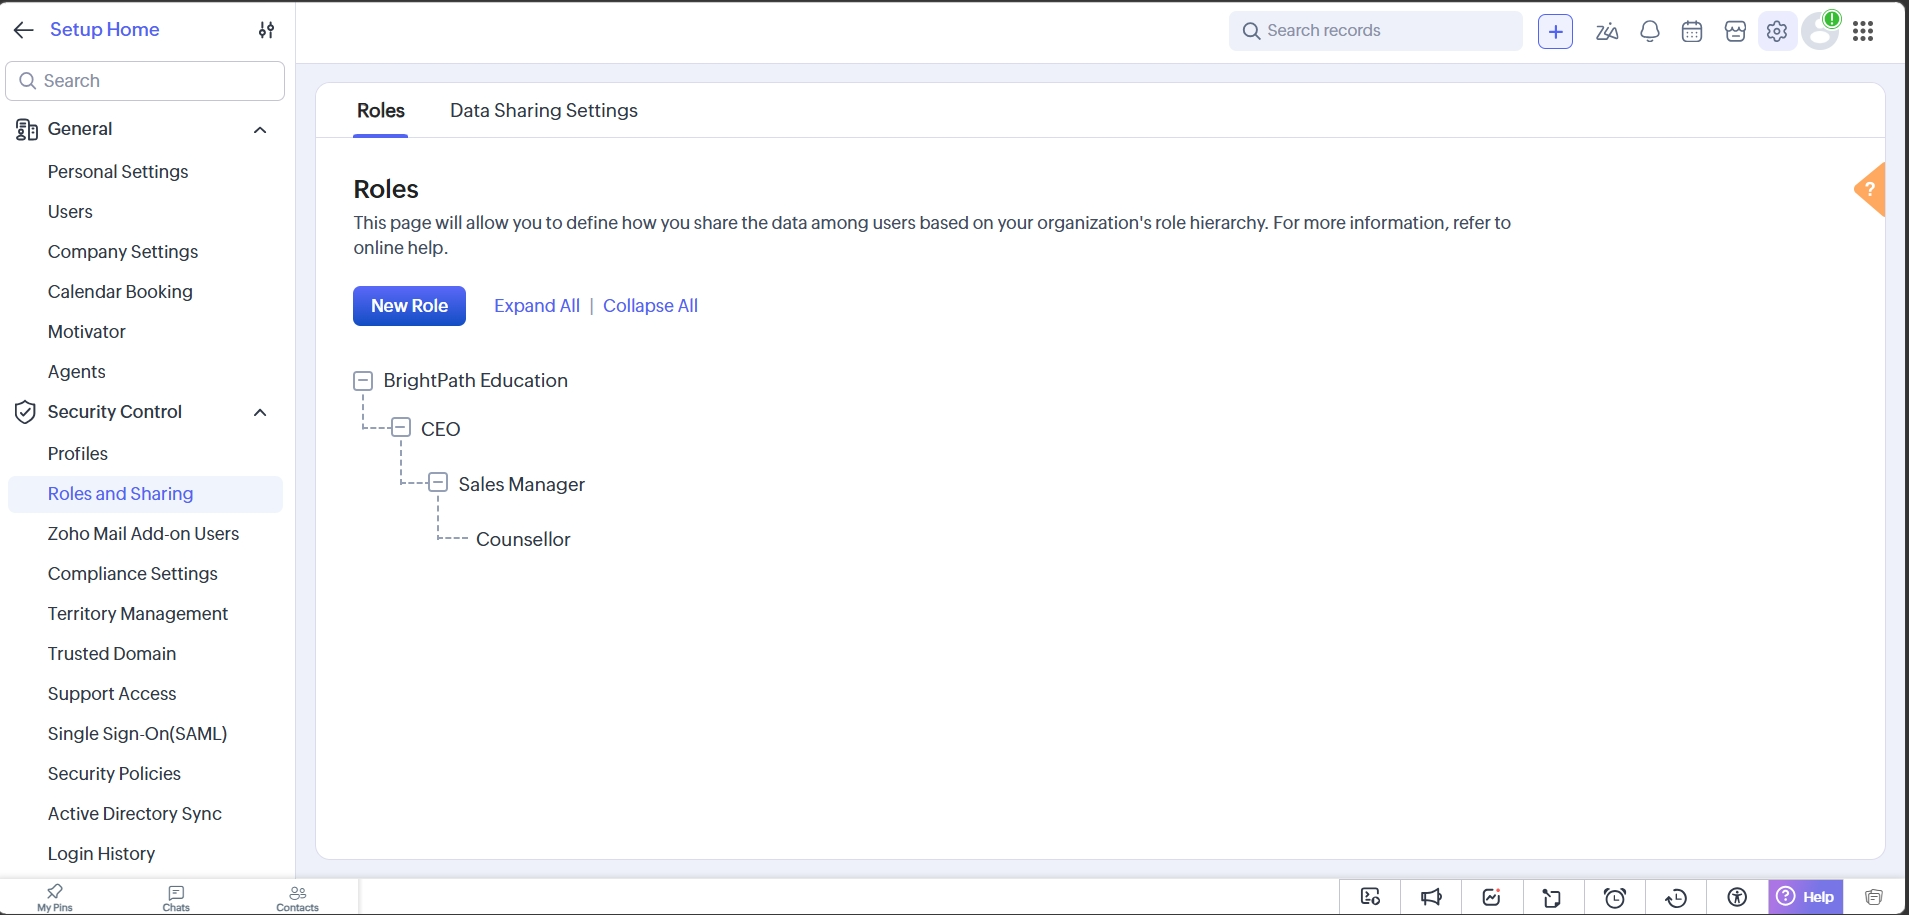 Setup Home
Search records
Search
General
Personal Settings
Users
Company Settings
Calendar Booking
Motivator
Agents
Security Control
Profiles
Roles and Sharing
Zoho Mail Add-on Users
Compliance Settings
Territory Management
Trusted Domain
Support Access
Single Sign-On(SAML)
Security Policies
Active Directory Sync
Login History
Roles
Data Sharing Settings
Roles
This page will allow you to define how you share the data among users based on your organization's role hierarchy. For more information, refer to
online help.
New Role
Expand All | Collapse All
BrightPath Education
CEO
Sales Manager
Counsellor
?
My Pins
Chats
Contacts
Help